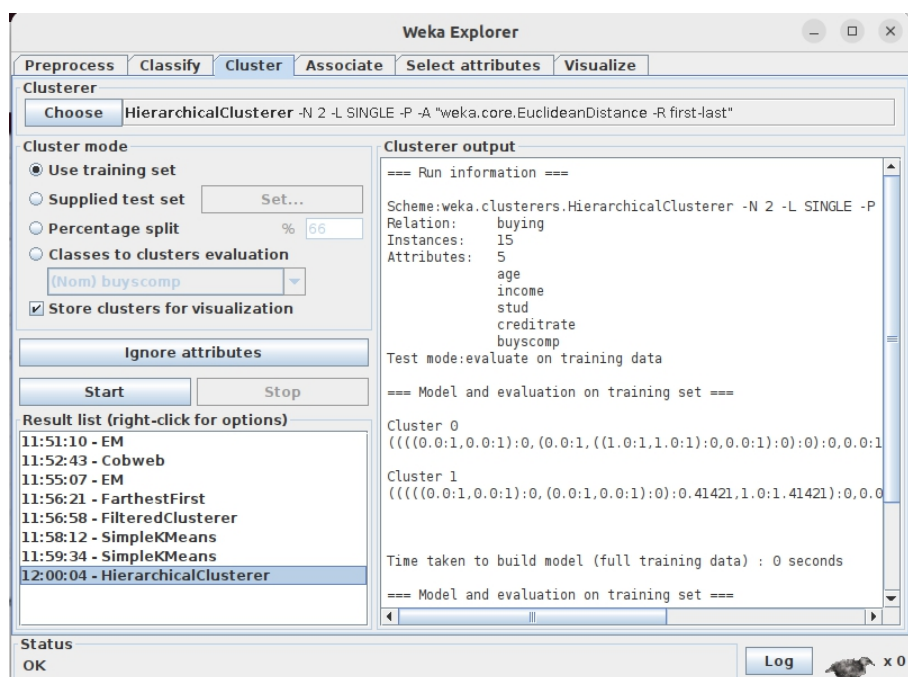 Weka Explorer
Preprocess Classify Cluster Associate Select attributes Visualize
Clusterer
Choose HierarchicalClusterer -N 2 -L SINGLE -P -A "weka.core.EuclideanDistance -R first-last"
Cluster mode
Use training set
Supplied test set Set...
Percentage split % 66
Classes to clusters evaluation
(Nom) buyscomp
Store clusters for visualization
Ignore attributes
Start Stop
Result list (right-click for options)
11:51:10 - EM
11:52:43 - Cobweb
11:55:07 - EM
11:56:21 - FarthestFirst
11:56:58 - FilteredClusterer
11:58:12 - SimpleKMeans
11:59:34 - SimpleKMeans
12:00:04 - HierarchicalClusterer
Clusterer output
=== Run information ===
Scheme:weka.clusterers.HierarchicalClusterer -N 2 -L SINGLE -P
Relation: buying
Instances: 15
Attributes: 5
age
income
stud
creditrate
buyscomp
Test mode:evaluate on training data
=== Model and evaluation on training set ===
Cluster 0
((((0.0:1,0.0:1):0,(0.0:1,((1.0:1,1.0:1):0,0.0:1):0):0):0,0.0:1
Cluster 1
(((((0.0:1,0.0:1):0,(0.0:1,0.0:1):0):0.41421,1.0:1.41421):0,0.0
Time taken to build model (full training data) : 0 seconds
=== Model and evaluation on training set ===
Status
OK
Log x 0